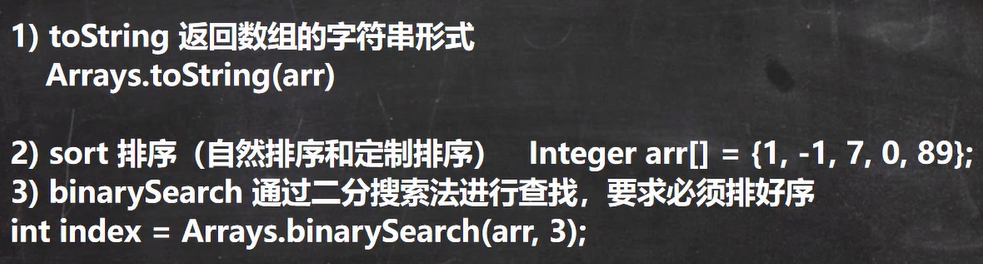 1) toString 返回数组的字符串形式
Arrays.toString(arr)
2) sort 排序（自然排序和定制排序） Integer arr[] = {1, -1, 7, 0, 89};
3) binarySearch 通过二分搜索法进行查找，要求必须排好序
int index = Arrays.binarySearch(arr, 3);